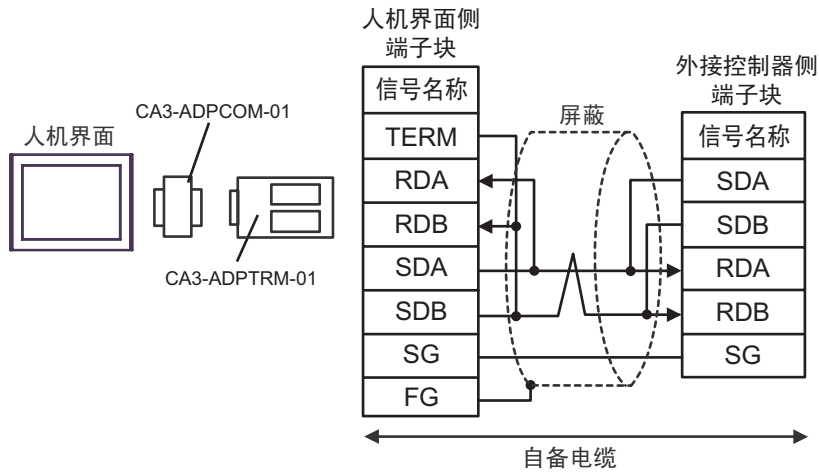 人机界面
CA3-ADPCOM-01
CA3-ADPTRM-01
人机界面侧
端子块
信号名称
TERM
RDA
RDB
SDA
SDB
SG
FG
屏蔽
外接控制器侧
端子块
信号名称
SDA
SDB
RDA
RDB
SG
自备电缆